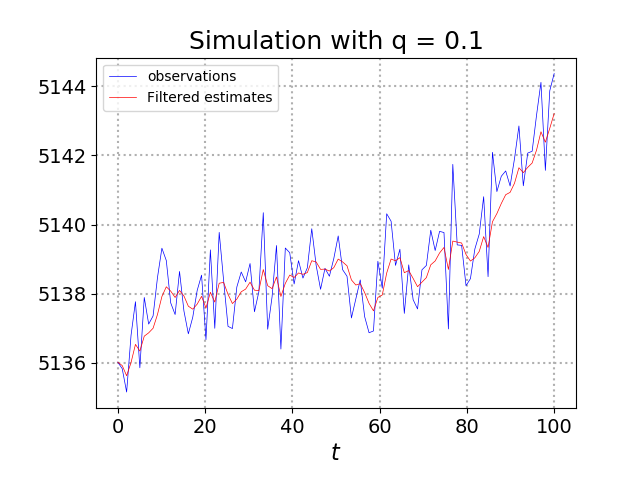 Simulation with q = 0.1
observations
Filtered estimates
5144
5142
5140
5138
5136
0 20 40 60 80 100
t